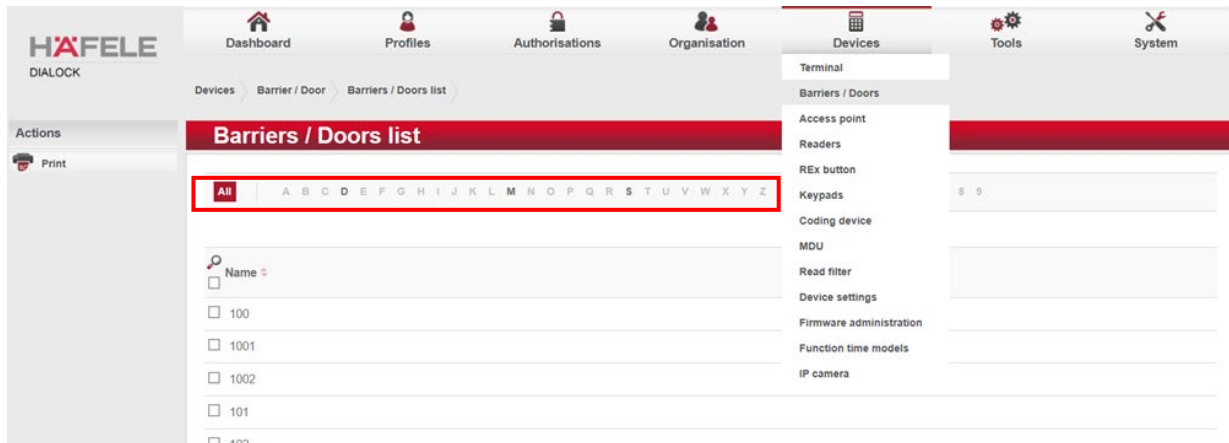 HÄFELE
DIALOCK
Dashboard
Profiles
Authorisations
Organisation
Devices
Tools
System
Devices
Barrier / Door
Barriers / Doors list
Terminal
Barriers / Doors
Access point
Readers
REx button
Keypads
Coding device
MDU
Read filter
Device settings
Firmware administration
Function time models
IP camera
Actions
Print
Barriers / Doors list
All A B C D E F G H I J K L M N O P Q R S T U V W X Y Z 8 9
Name
100
1001
1002
101